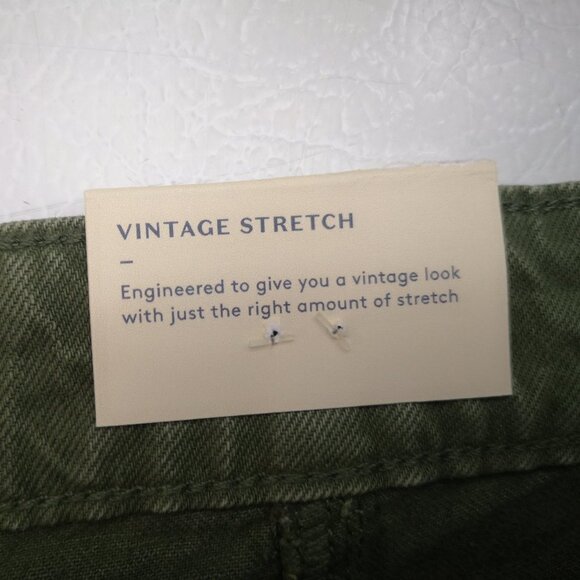 VINTAGE STRETCH
Engineered to give you a vintage look
with just the right amount of stretch